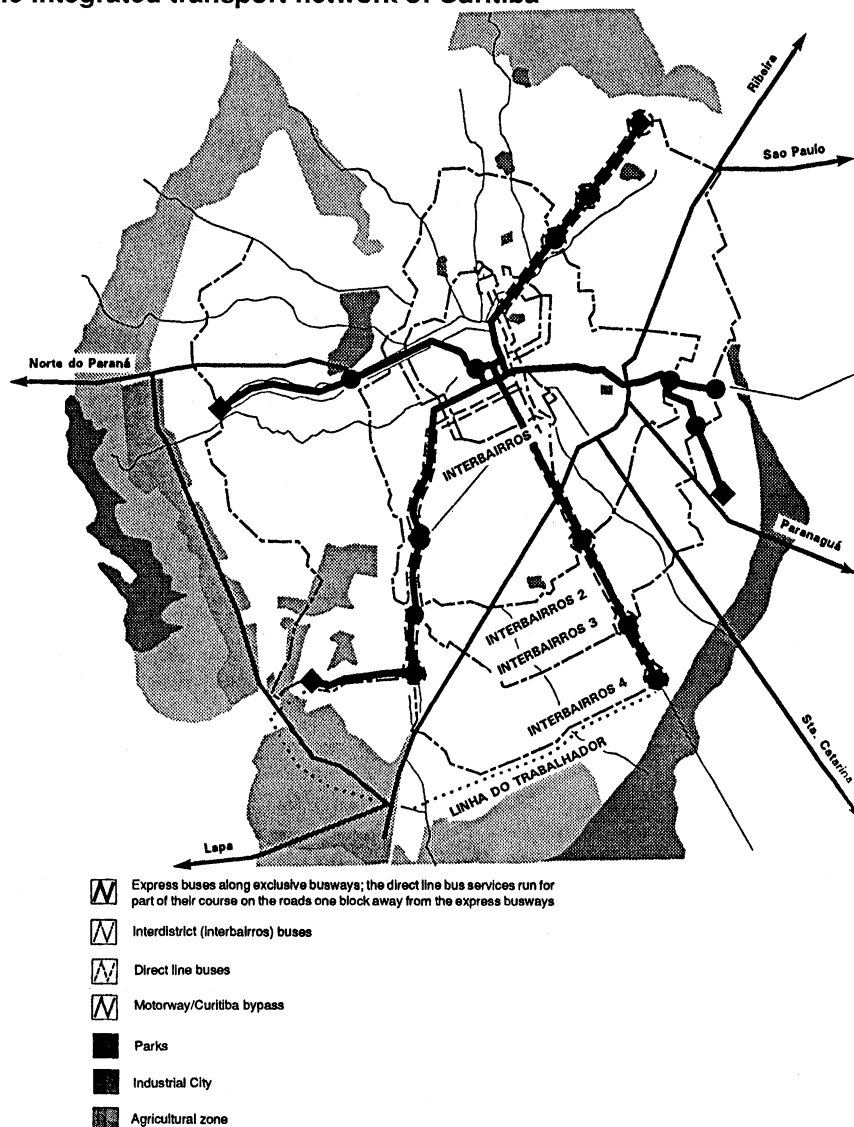 integrated transport network of Curitiba
Ribeira
Sao Paulo
Norte do Paraná
INTERBAIRROS 1
Paranaguá
INTERBAIRROS 2
INTERBAIRROS 3
INTERBAIRROS 4
Sta. Catarina
LINHA DO TRABALHADOR
Lapa
Express buses along exclusive busways; the direct line bus services run for
part of their course on the roads one block away from the express busways
Interdistrict (interbairros) buses
Direct line buses
Motorway/Curitiba bypass
Parks
Industrial City
Agricultural zone